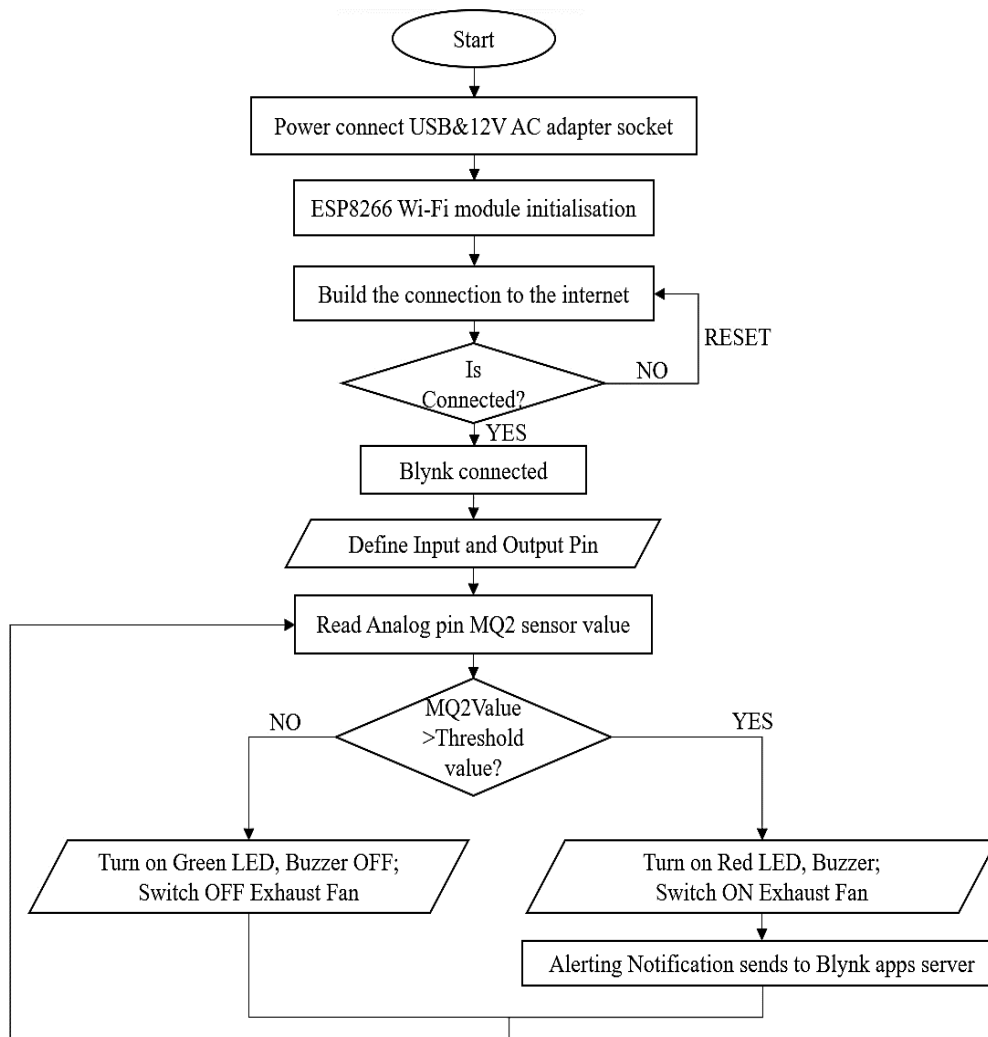 Start
Power connect USB&12V AC adapter socket
ESP8266 Wi-Fi module initialisation
Build the connection to the internet
RESET
Is
Connected?
NO
YES
Blynk connected
Define Input and Output Pin
Read Analog pin MQ2 sensor value
MQ2Value
>Threshold
value?
NO
YES
Turn on Green LED, Buzzer OFF;
Switch OFF Exhaust Fan
Turn on Red LED, Buzzer;
Switch ON Exhaust Fan
Alerting Notification sends to Blynk apps server